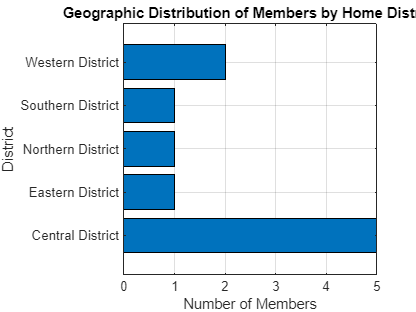 Geographic Distribution of Members by Home Distr
Western District
Southern District
Northern District
Eastern District
Central District
District
0 1 2 3 4 5
Number of Members